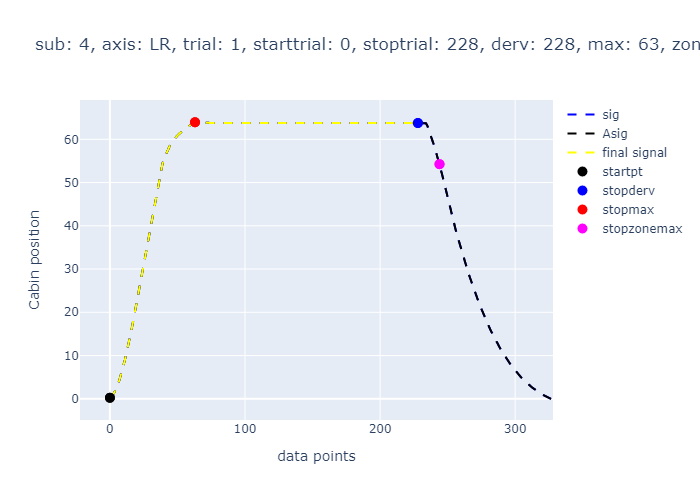 sub: 4, axis: LR, trial: 1, starttrial: 0, stoptrial: 228, derv: 228, max: 63, zon
sig
Asig
final signal
startpt
stopderv
stopmax
stopzonemax
Cabin position
60
50
40
30
20
10
0
0 100 200 300
data points